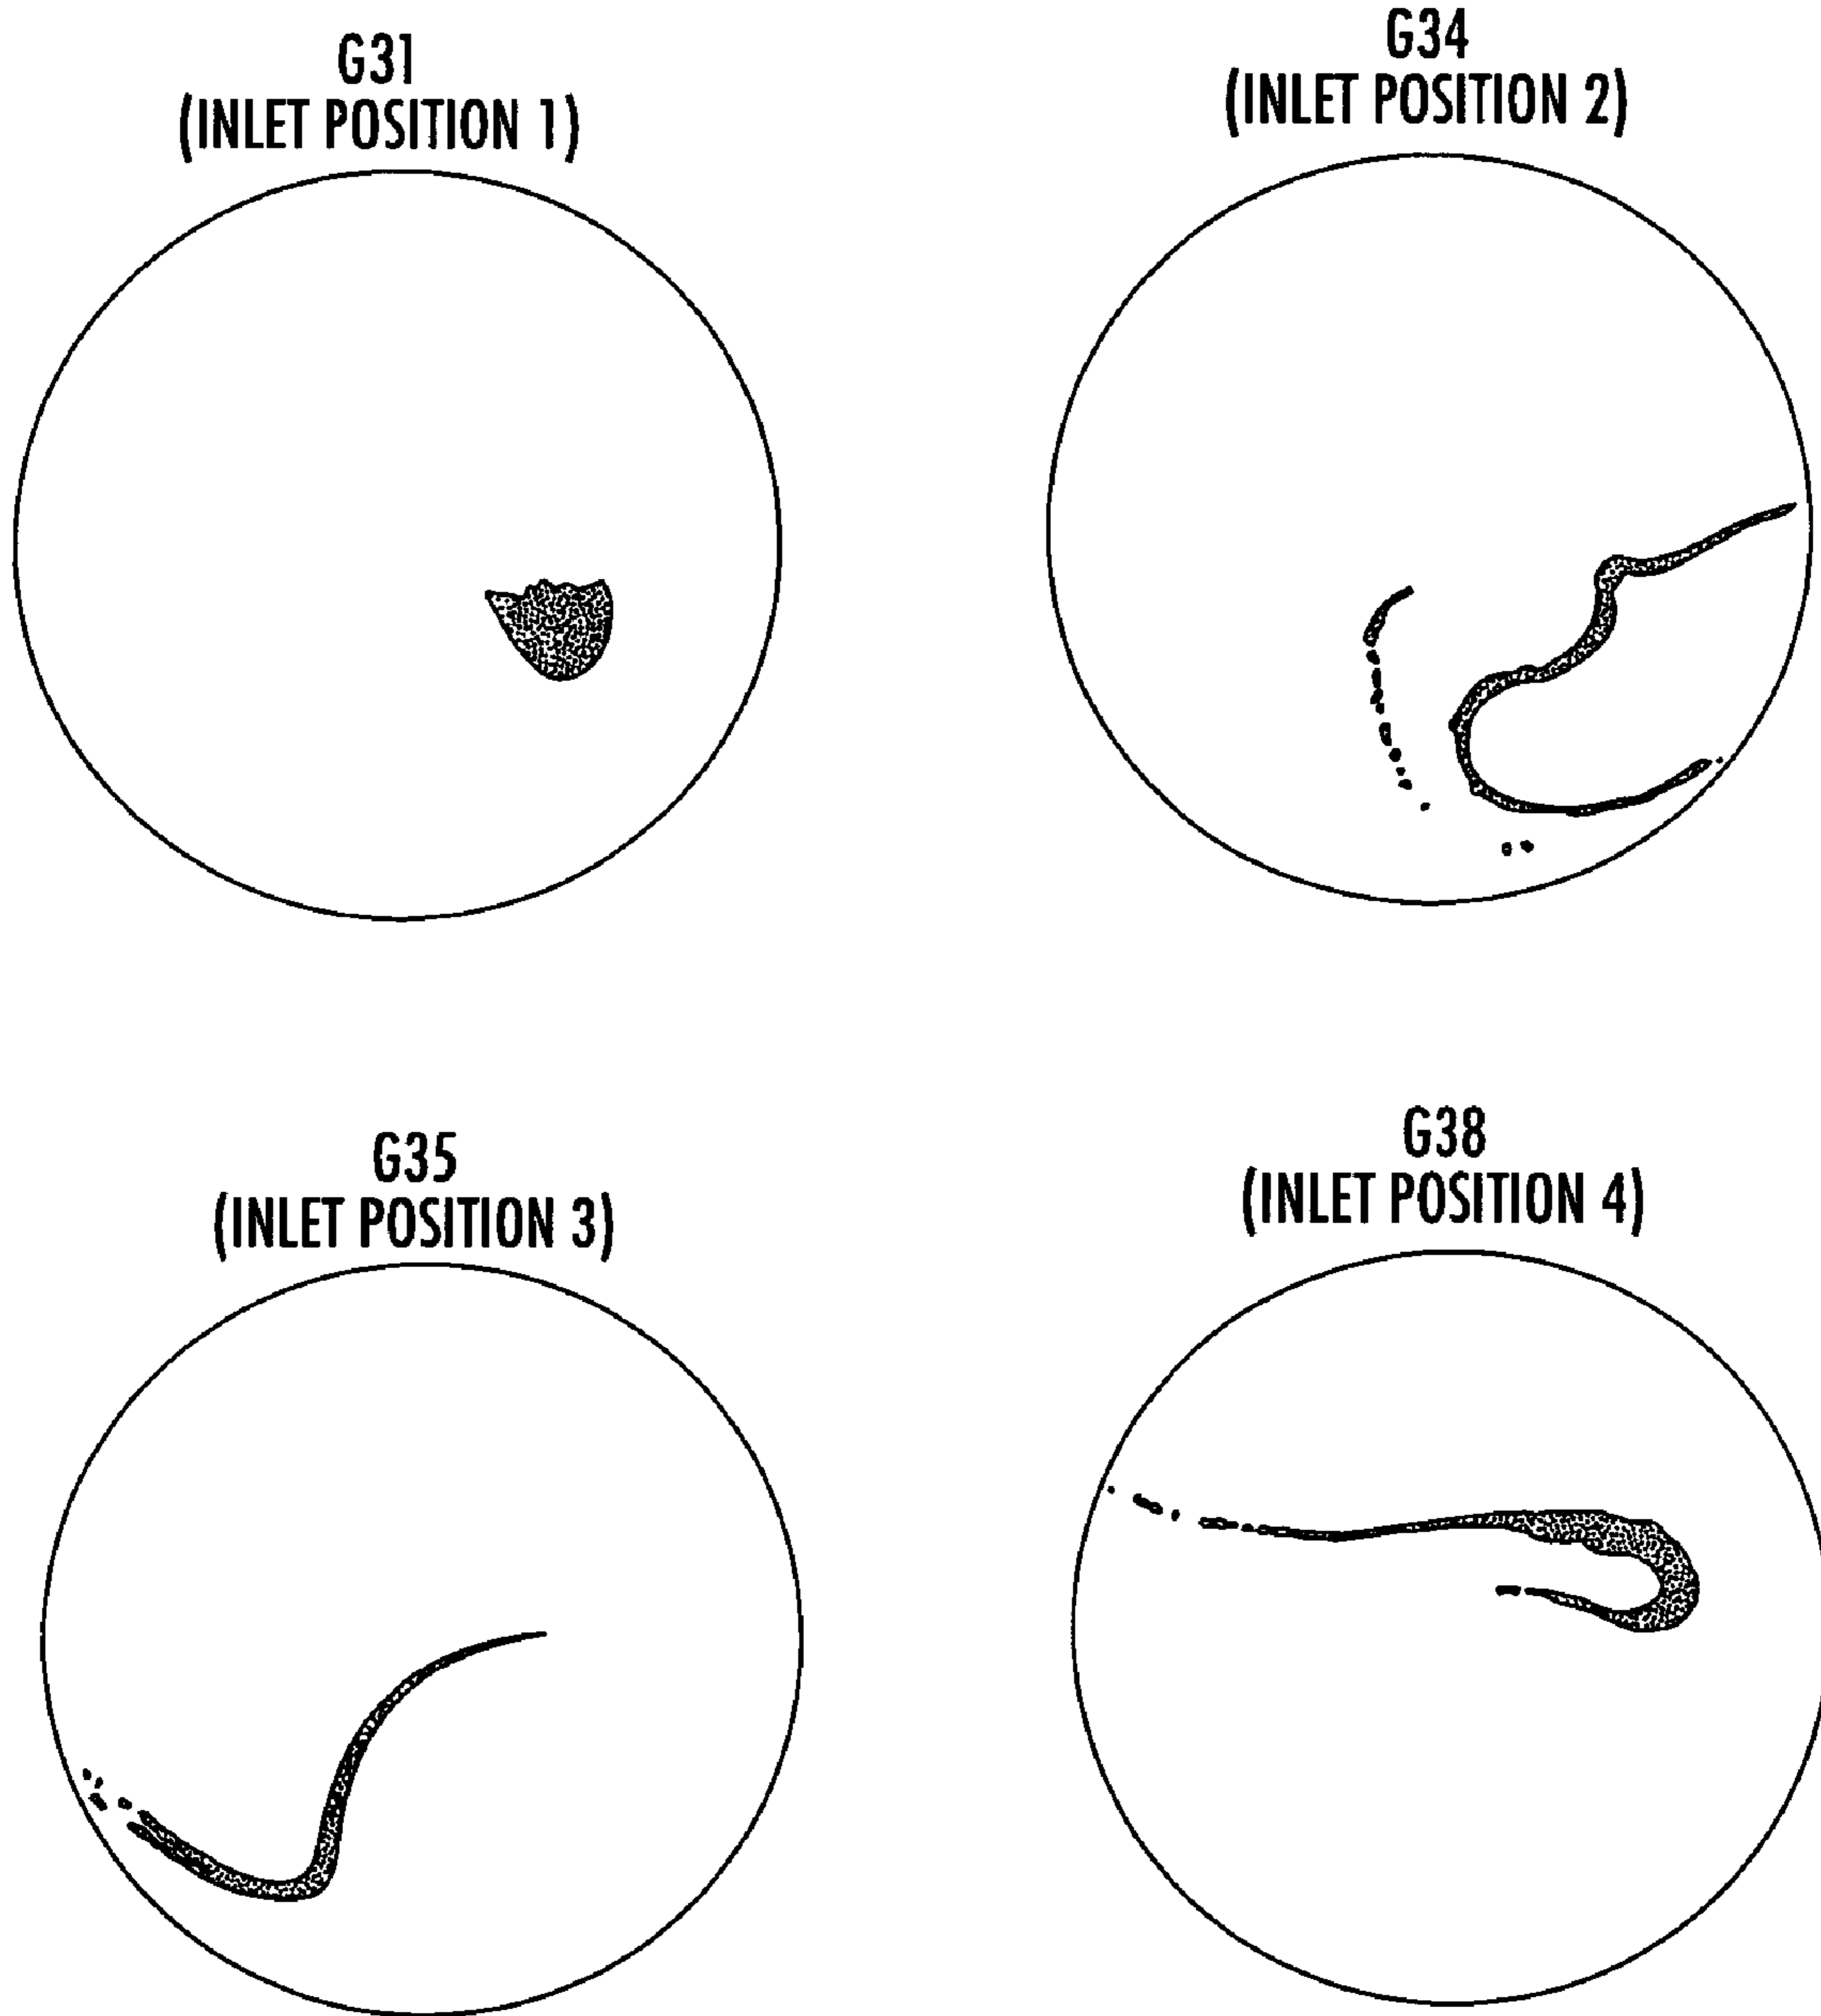 G31
(INLET POSITION 1)
G34
(INLET POSITION 2)
G35
(INLET POSITION 3)
G38
(INLET POSITION 4)